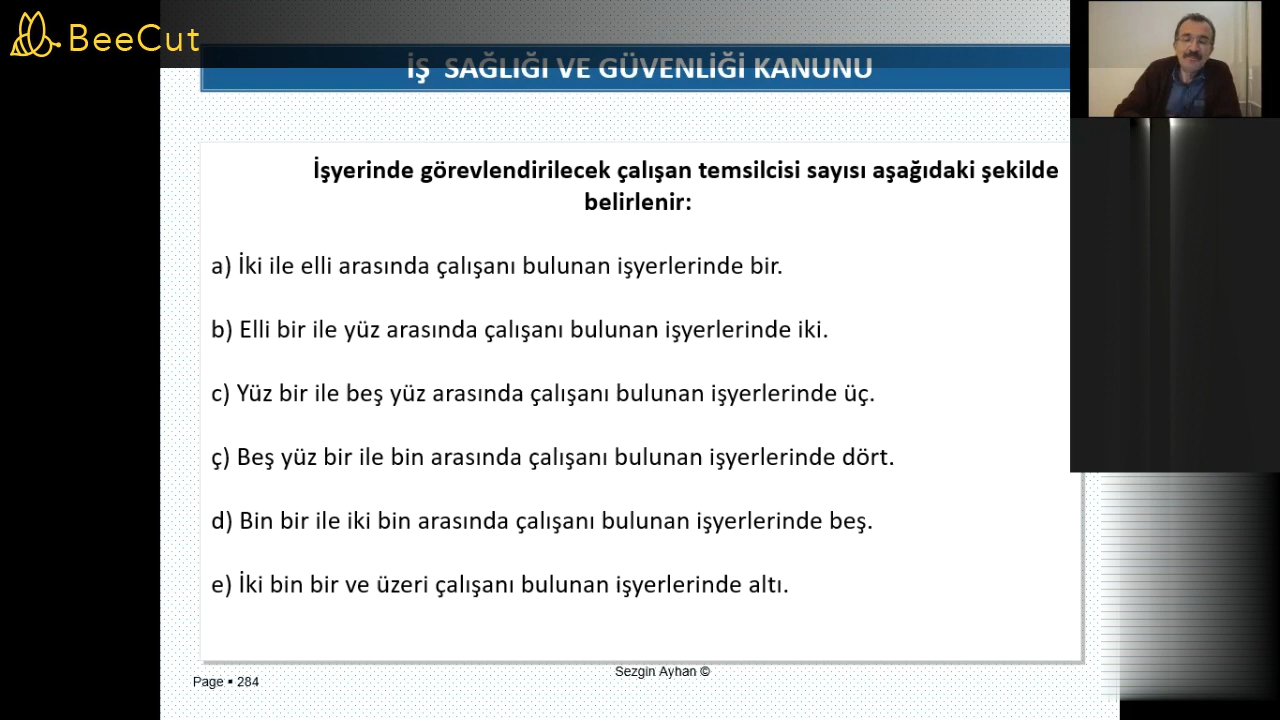 BeeCut
İŞ SAĞLIĞI VE GÜVENLİĞİ KANUNU
İşyerinde görevlendirilecek çalışan temsilcisi sayısı aşağıdaki şekilde
belirlenir:
a) İki ile elli arasında çalışanı bulunan işyerlerinde bir.
b) Elli bir ile yüz arasında çalışanı bulunan işyerlerinde iki.
c) Yüz bir ile beş yüz arasında çalışanı bulunan işyerlerinde üç.
ç) Beş yüz bir ile bin arasında çalışanı bulunan işyerlerinde dört.
d) Bin bir ile iki bin arasında çalışanı bulunan işyerlerinde beş.
e) İki bin bir ve üzeri çalışanı bulunan işyerlerinde altı.
Sezgin Ayhan ©
Page ▪ 284